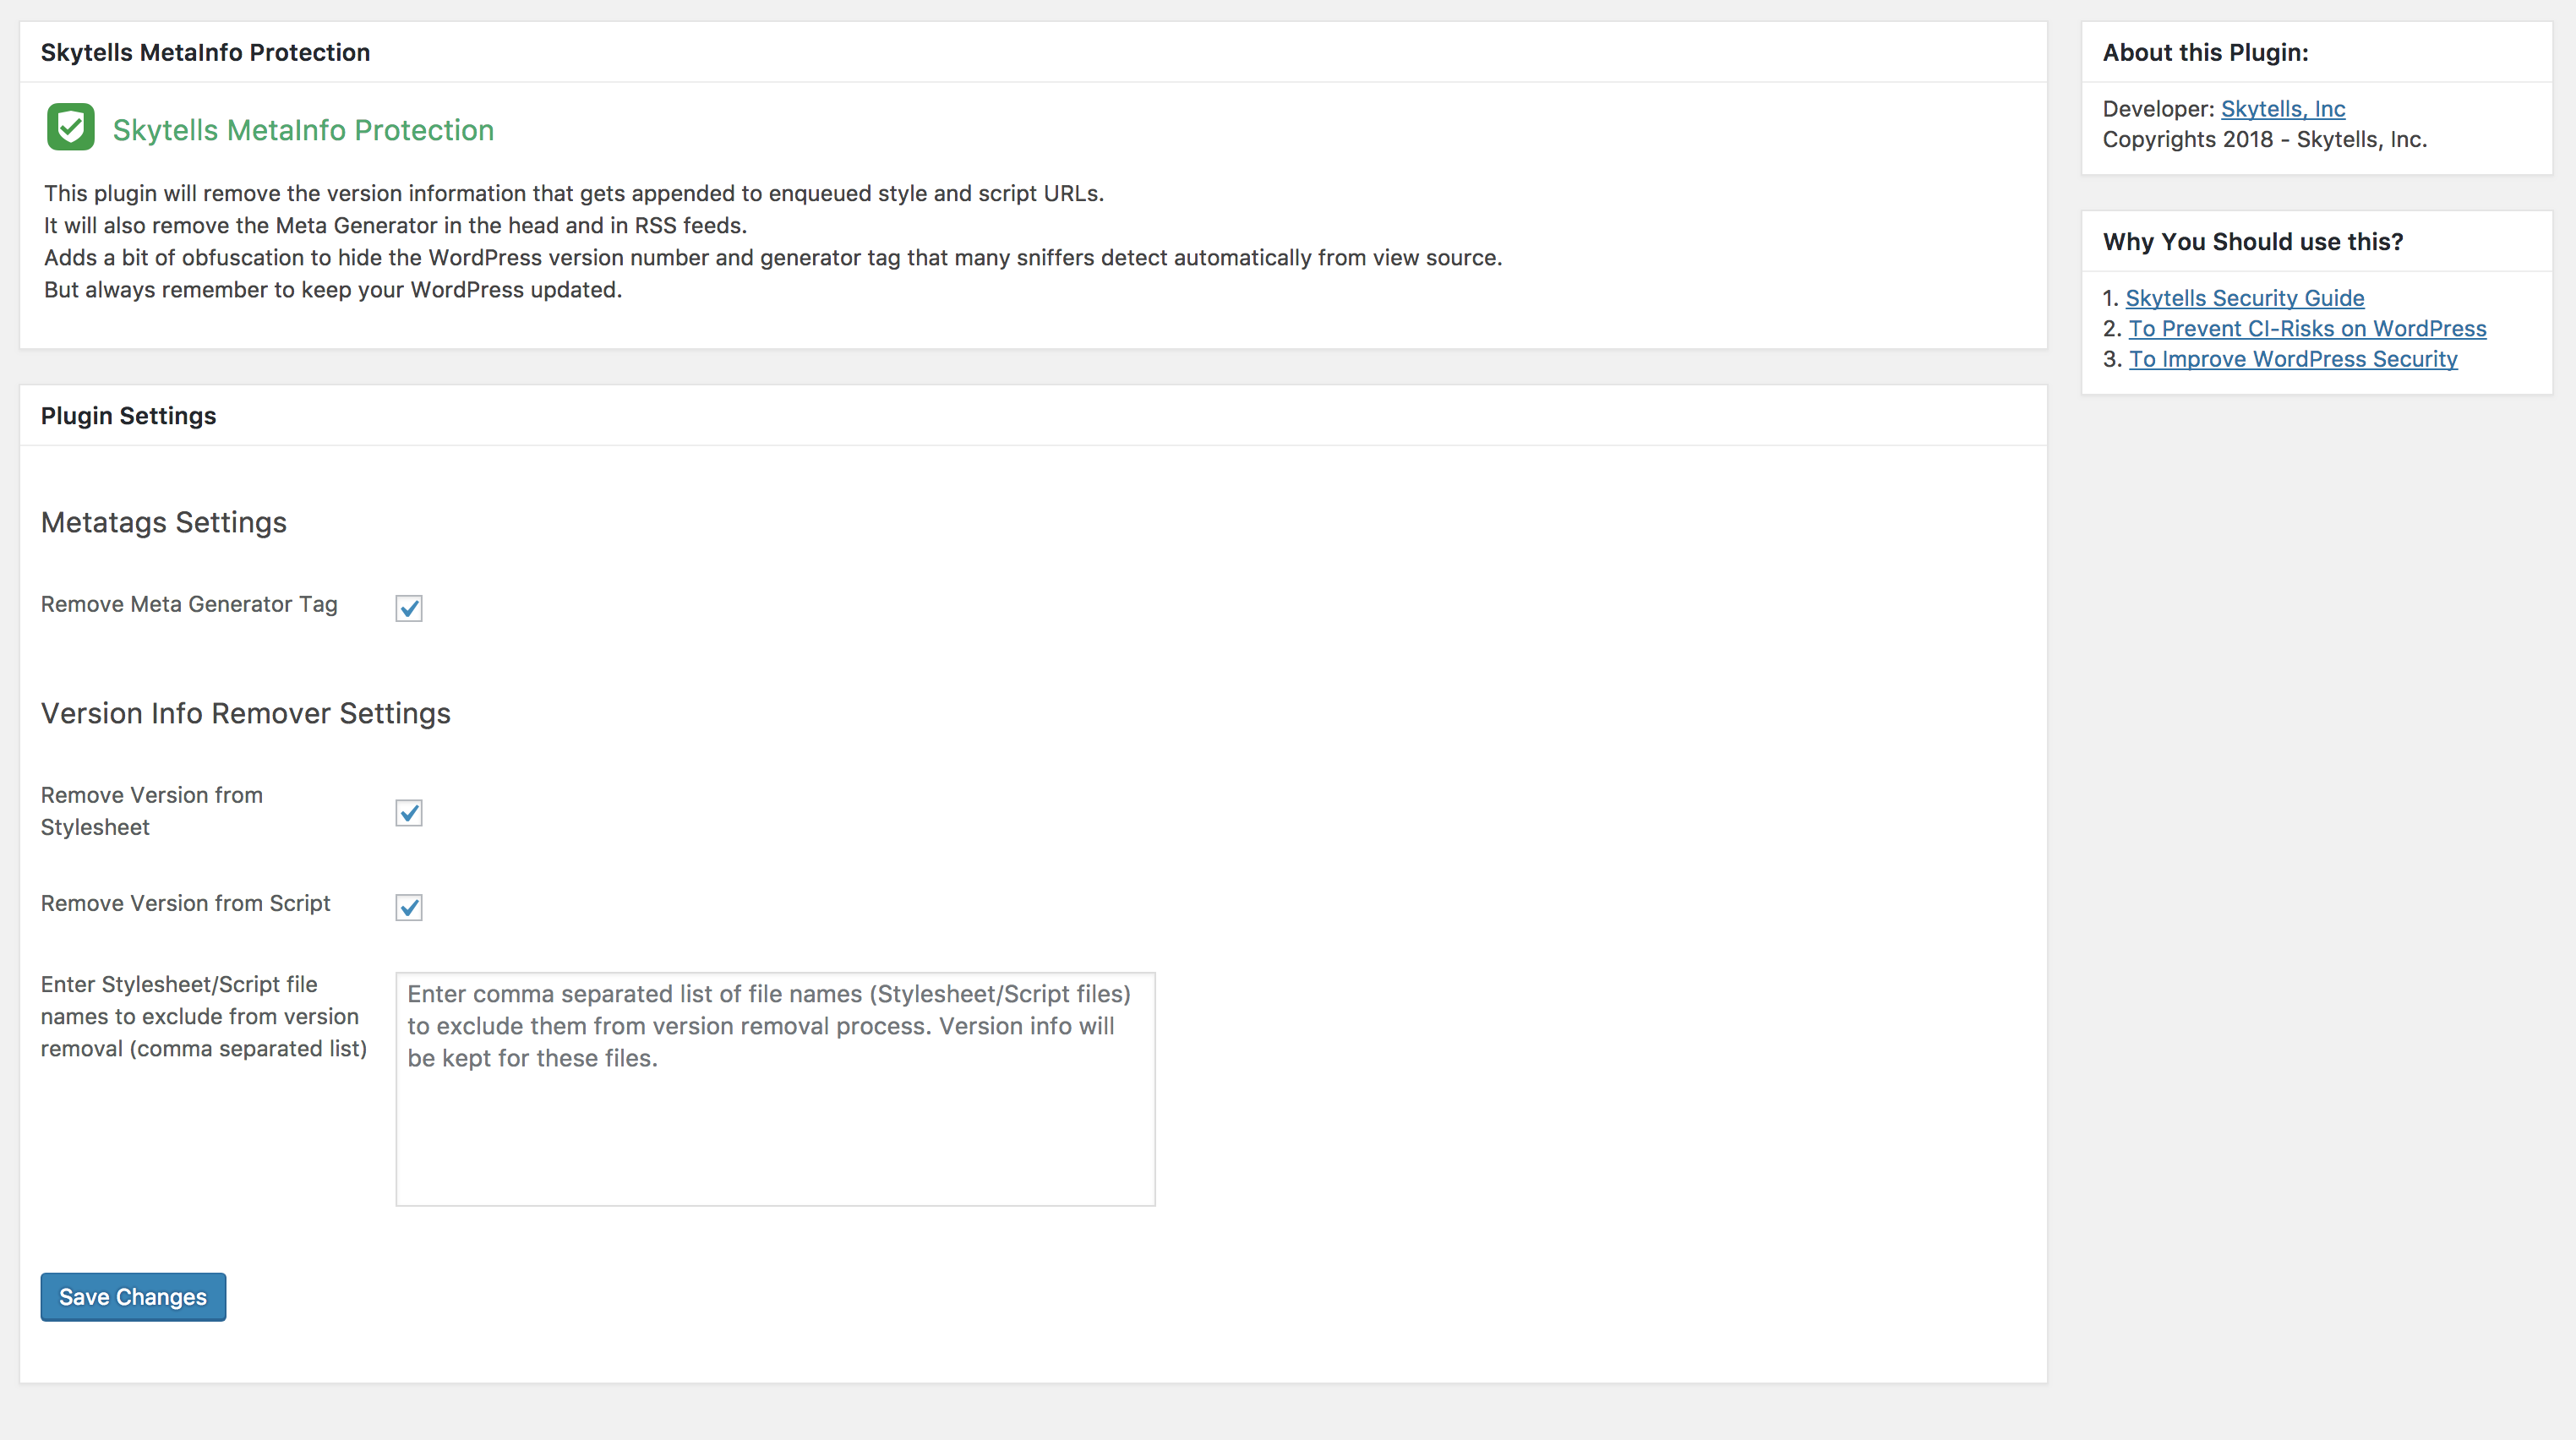 Skytells MetaInfo Protection
Skytells MetaInfo Protection
This plugin will remove the version information that gets appended to enqueued style and script URLs.
It will also remove the Meta Generator in the head and in RSS feeds.
Adds a bit of obfuscation to hide the WordPress version number and generator tag that many sniffers detect automatically from view source.
But always remember to keep your WordPress updated.
Plugin Settings
Metatags Settings
Remove Meta Generator Tag
Version Info Remover Settings
Remove Version from
Stylesheet
Remove Version from Script
Enter Stylesheet/Script file
names to exclude from version
removal (comma separated list)
Enter comma separated list of file names (Stylesheet/Script files)
to exclude them from version removal process. Version info will
be kept for these files.
Save Changes
About this Plugin:
Developer: Skytells, Inc
Copyrights 2018 - Skytells, Inc.
Why You Should use this?
1. Skytells Security Guide
2. To Prevent CI-Risks on WordPress
3. To Improve WordPress Security